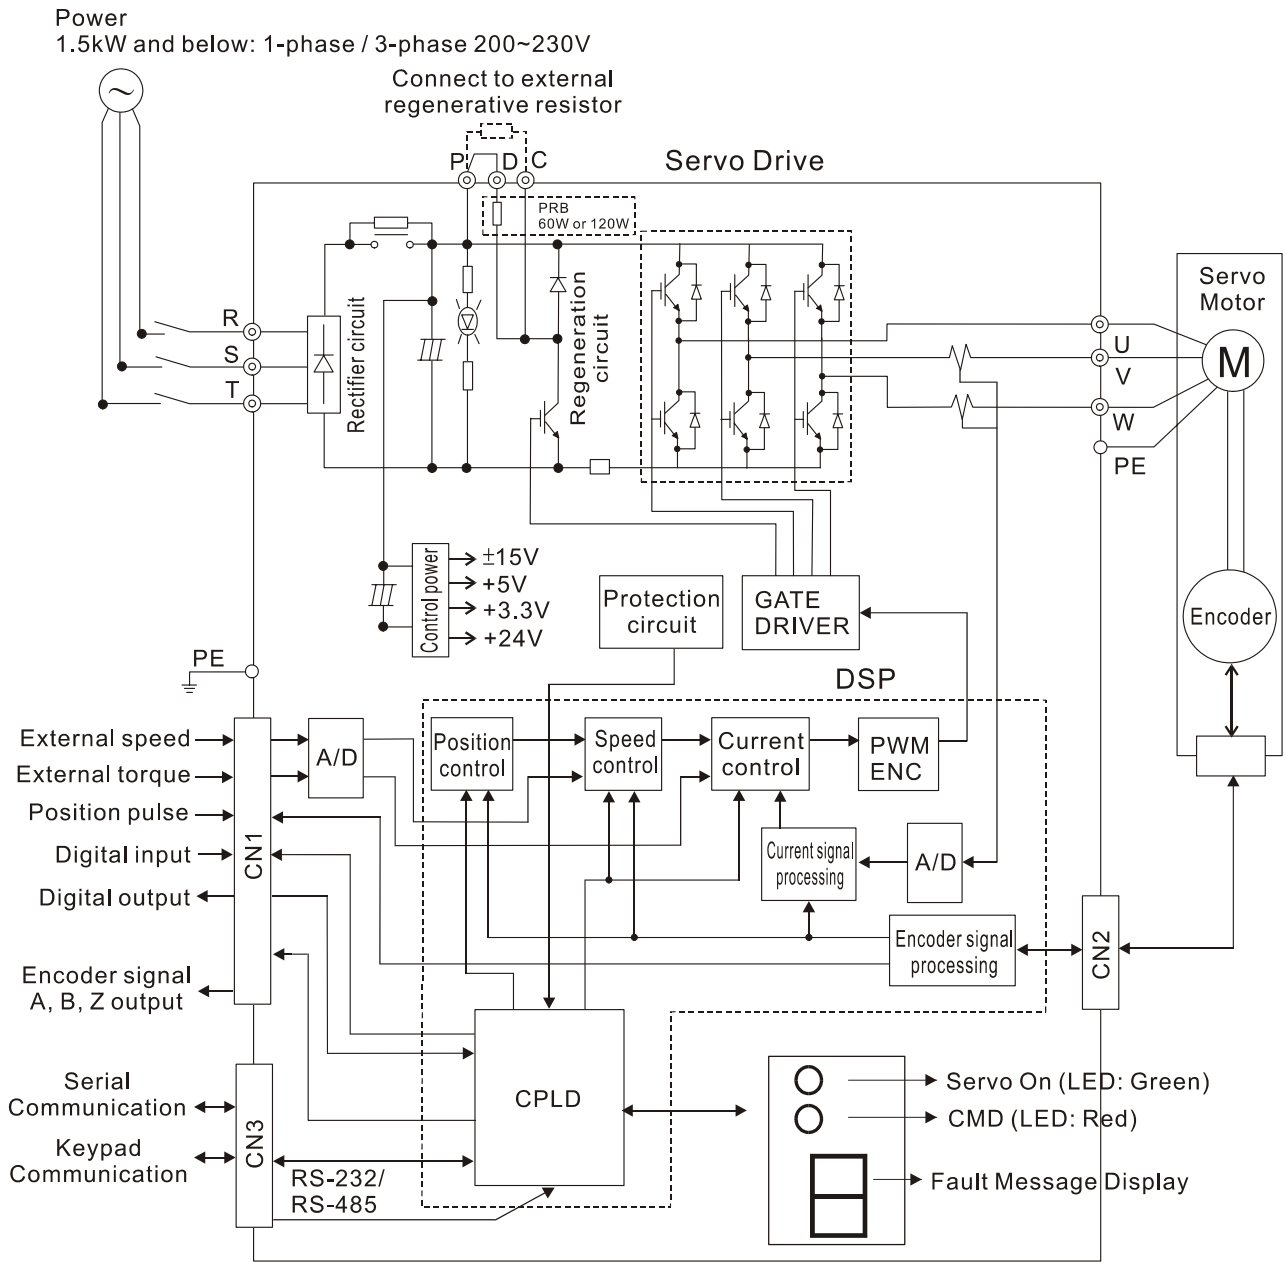 Power
1.5kW and below: 1-phase / 3-phase 200~230V
Connect to external
regenerative resistor
P
D
C
Servo Drive
PRB
60W or 120W
Servo
Motor
R
S
T
Rectifier circuit
Regeneration
circuit
U
V
W
PE
M
Control power
±15V
+5V
+3.3V
+24V
Protection
circuit
GATE
DRIVER
Encoder
PE
DSP
External speed
External torque
Position pulse
Digital input
Digital output
Encoder signal
A, B, Z output
CN1
A/D
Position
control
Speed
control
Current
control
PWM
ENC
Current signal
processing
A/D
Encoder signal
processing
CN2
Serial
Communication
Keypad
Communication
CN3
RS-232/
RS-485
CPLD
Servo On (LED: Green)
CMD (LED: Red)
Fault Message Display